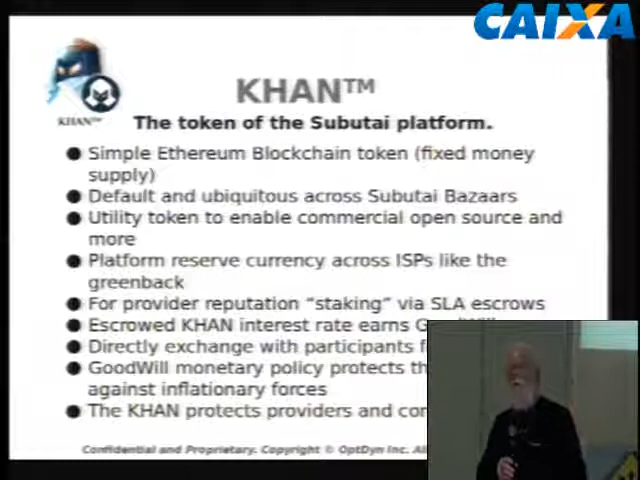 CAIXA
KHAN™
KHAN™
The token of the Subutai platform.
● Simple Ethereum Blockchain token (fixed money
supply)
● Default and ubiquitous across Subutai Bazaars
● Utility token to enable commercial open source and
more
● Platform reserve currency across ISPs like the
greenback
● For provider reputation “staking” via SLA escrows
● Escrowed KHAN interest rate earns
● Directly exchange with participants
● GoodWill monetary policy protects
against inflationary forces
● The KHAN protects providers and
Confidential and Proprietary. Copyright © OptDyn Inc.